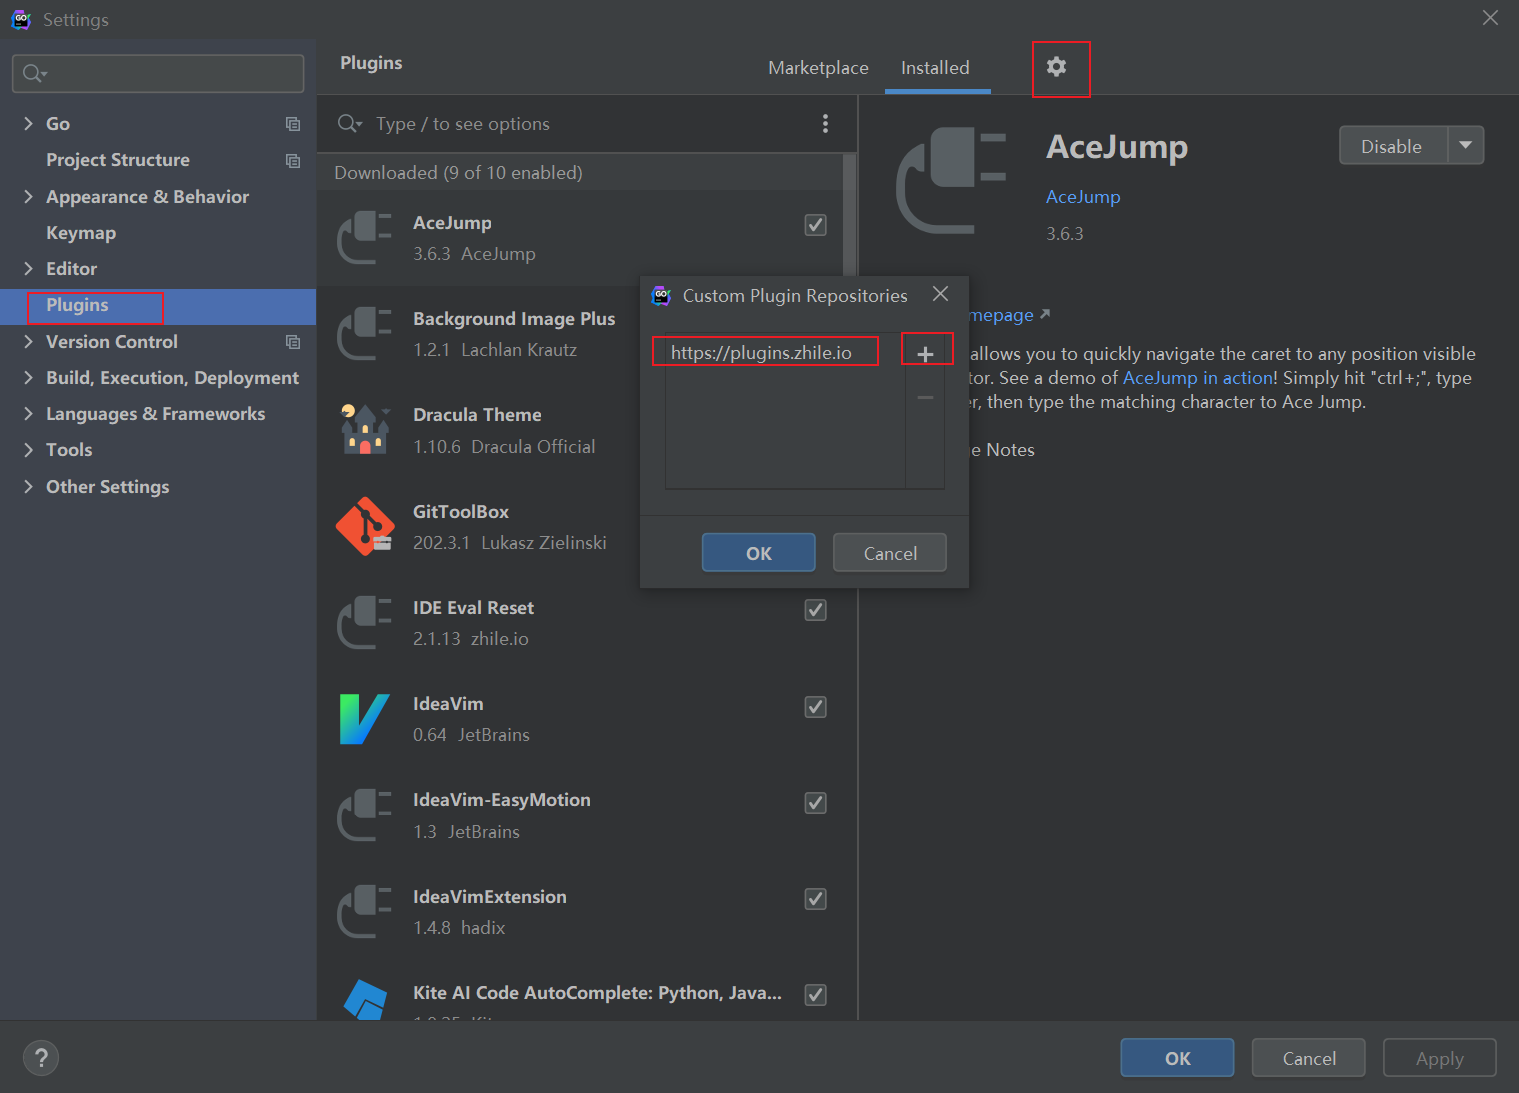 Settings
Plugins
Marketplace
Installed
Go
Project Structure
Appearance & Behavior
Keymap
Editor
Plugins
Version Control
Build, Execution, Deployment
Languages & Frameworks
Tools
Other Settings
Type / to see options
Downloaded (9 of 10 enabled)
AceJump
3.6.3 AceJump
Background Image Plus
1.2.1 Lachlan Krautz
Dracula Theme
1.10.6 Dracula Official
GitToolBox
202.3.1 Lukasz Zielinski
IDE Eval Reset
2.1.13 zhile.io
IdeaVim
0.64 JetBrains
IdeaVim-EasyMotion
1.3 JetBrains
IdeaVimExtension
1.4.8 hadix
Kite AI Code AutoComplete: Python, Java...
AceJump
Disable
AceJump
3.6.3
mepage
allows you to quickly navigate the caret to any position visible
tor. See a demo of AceJump in action! Simply hit "ctrl+;", type
er, then type the matching character to Ace Jump.
e Notes
Custom Plugin Repositories
https://plugins.zhile.io
OK
Cancel
?
OK
Cancel
Apply